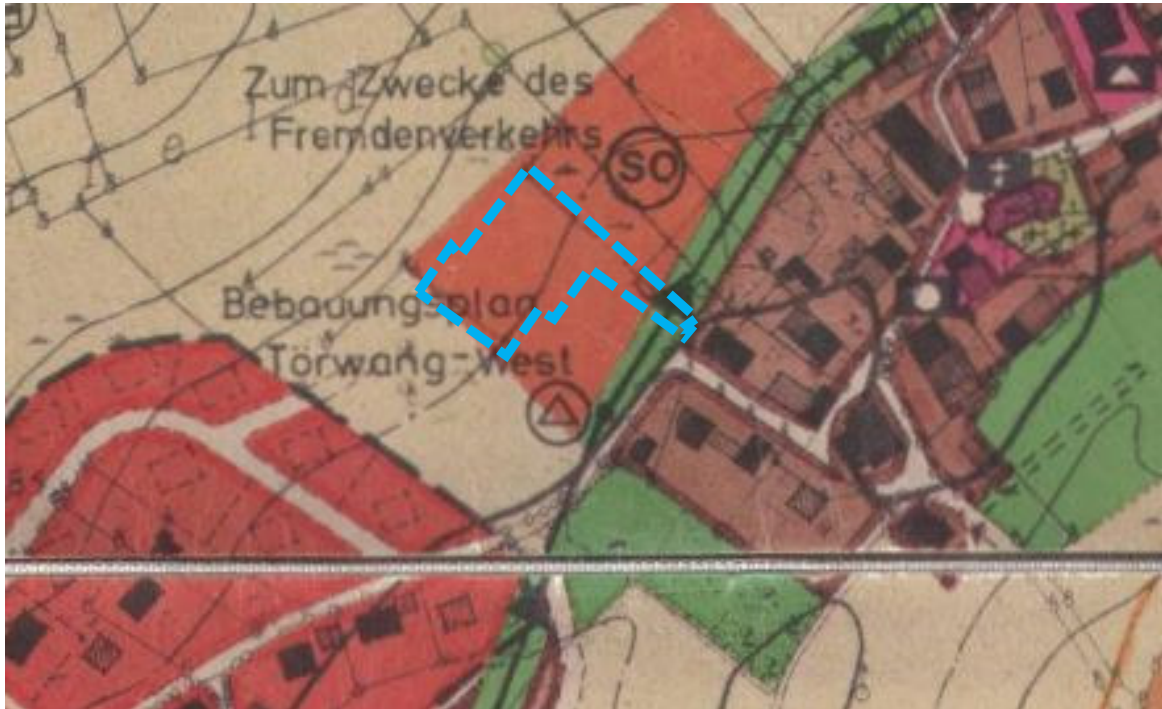 Zum Zwecke des
Fremdenverkehrs
SO
e
Bebauungsplan
Törwang-West